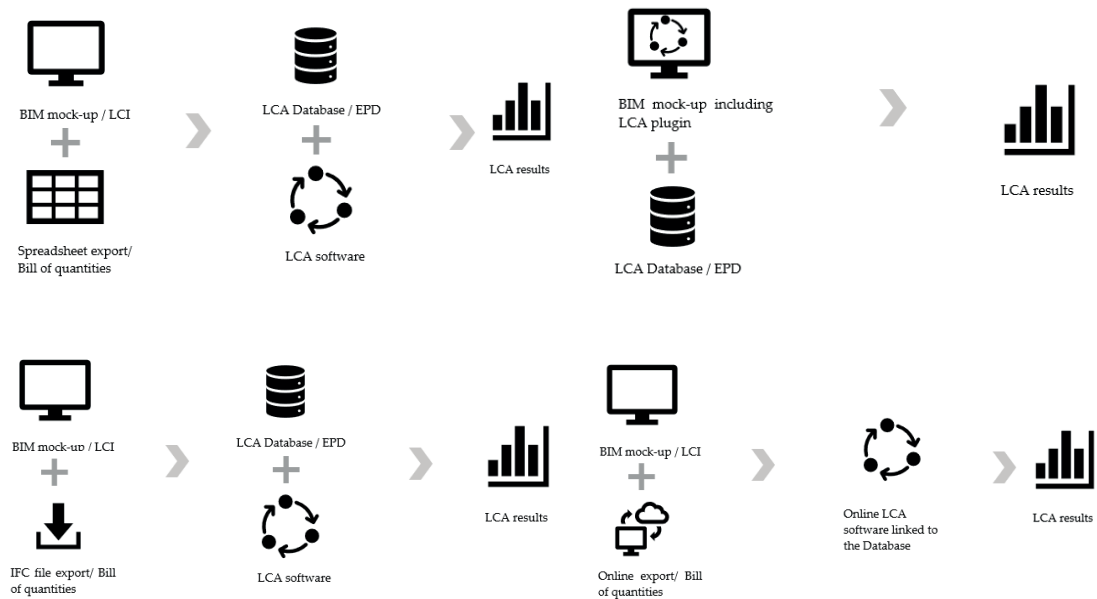 BIM mock-up / LCI
Spreadsheet export/
Bill of quantities
LCA Database / EPD
LCA software
LCA results
BIM mock-up including
LCA plugin
LCA Database / EPD
LCA results
BIM mock-up / LCI
IFC file export/ Bill
of quantities
LCA Database / EPD
LCA software
LCA results
BIM mock-up / LCI
Online export/ Bill
of quantities
Online LCA
software linked to
the Database
LCA results